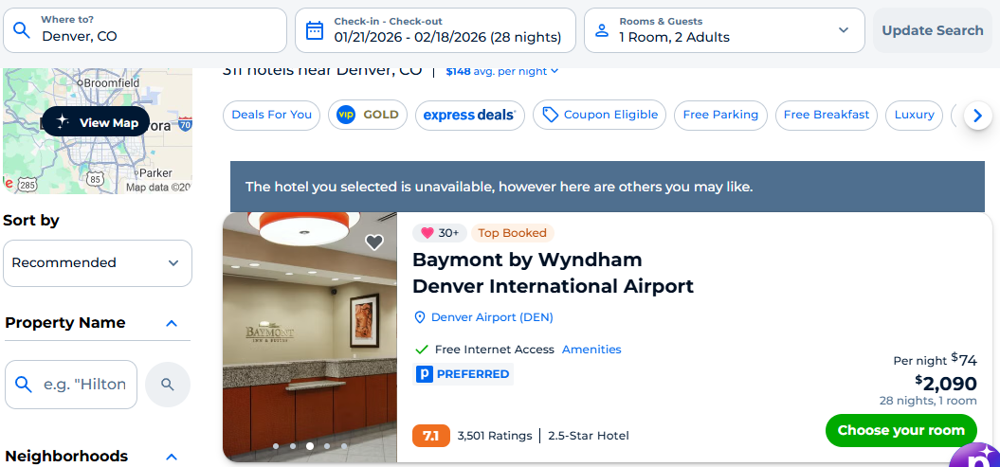 Where to?
Denver, CO
Check-in - Check-out
01/21/2026 - 02/18/2026 (28 nights)
Rooms & Guests
1 Room, 2 Adults
Update Search
311 hotels near Denver, CO | $148 avg. per night
Broomfield
View Map
ora
70
285
85
Parker
Map data ©20
Deals For You
VIP GOLD
express deals®
Coupon Eligible
Free Parking
Free Breakfast
Luxury
The hotel you selected is unavailable, however here are others you may like.
Sort by
Recommended
Property Name
e.g. "Hilton
Neighborhoods
BAYMONT
INN & SUITES
30+
Top Booked
Baymont by Wyndham
Denver International Airport
Denver Airport (DEN)
Free Internet Access Amenities
p PREFERRED
7.1 3,501 Ratings | 2.5-Star Hotel
Per night $74
$2,090
28 nights, 1 room
Choose your room